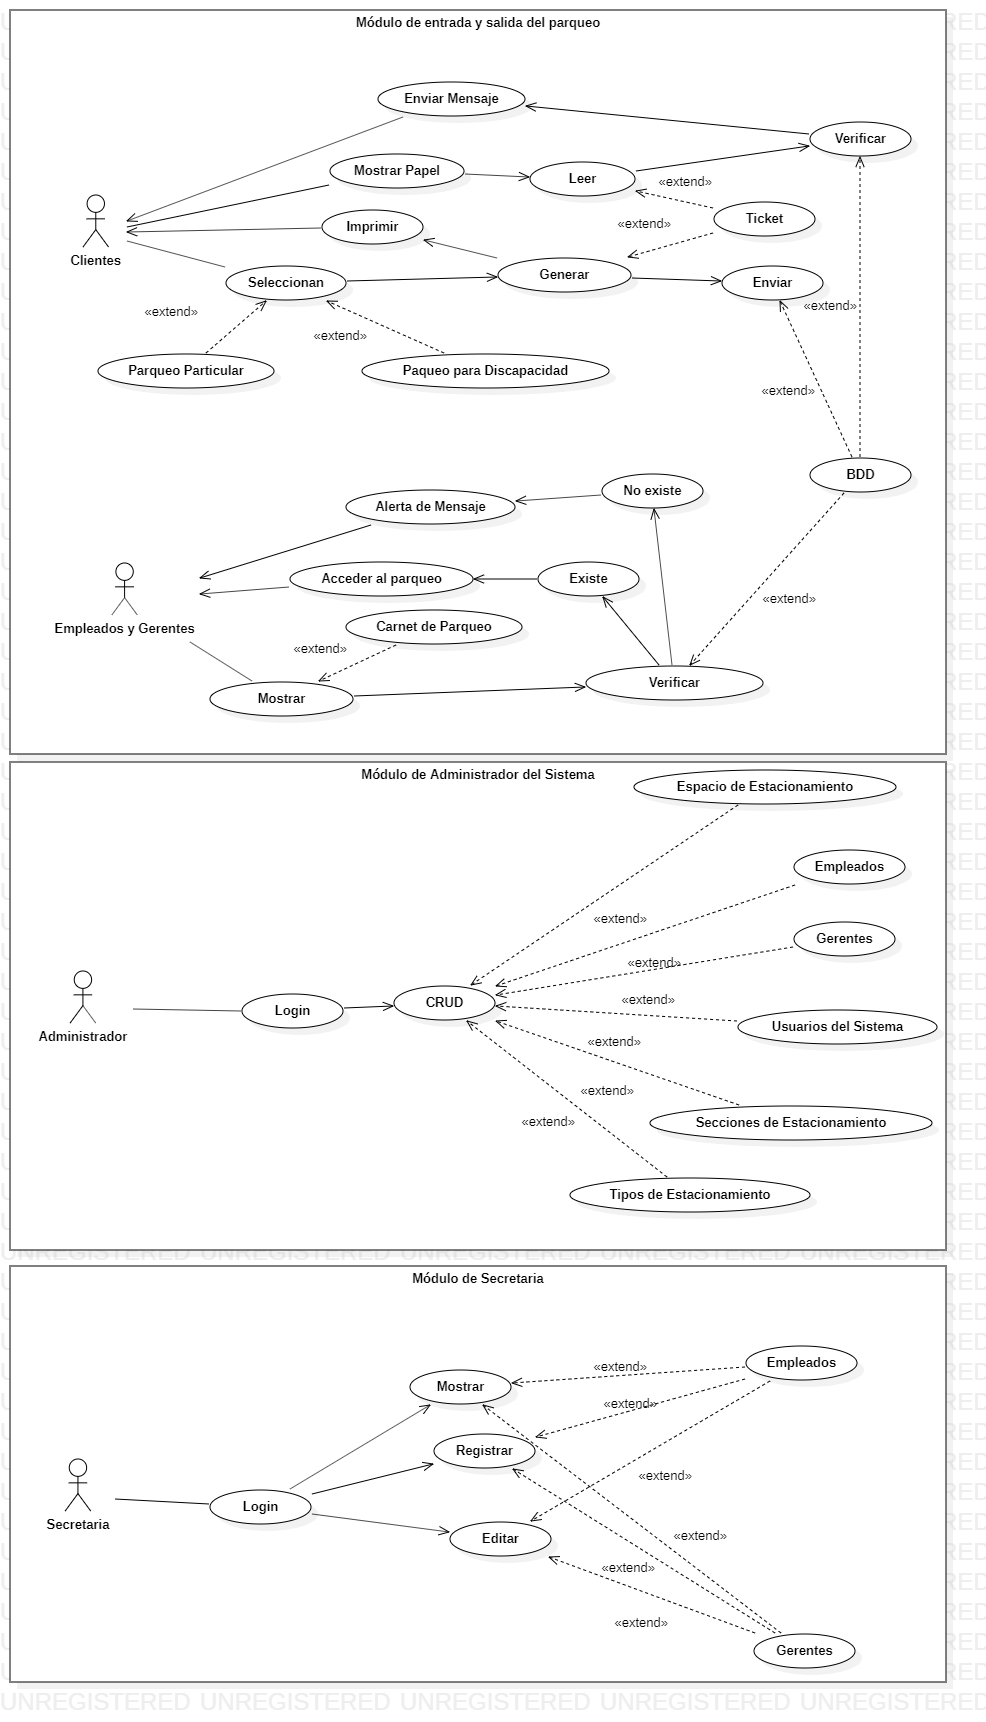 Módulo de entrada y salida del parqueo
Enviar Mensaje
Verificar
Mostrar Papel
Leer
«extend»
Ticket
Imprimir
«extend»
Clientes
Generar
Seleccionan
Enviar
«extend»
«extend»
«extend»
Parqueo Particular
Paqueo para Discapacidad
«extend»
BDD
No existe
Alerta de Mensaje
Acceder al parqueo
Existe
«extend»
Empleados y Gerentes
Carnet de Parqueo
«extend»
Verificar
Mostrar
Módulo de Administrador del Sistema
Espacio de Estacionamiento
Empleados
«extend»
Gerentes
«extend»
«extend»
CRUD
Login
Usuarios del Sistema
Administrador
«extend»
«extend»
«extend»
Secciones de Estacionamiento
Tipos de Estacionamiento
UNREGISTERED UNREGISTERED UNREGISTERED UNREGISTERED UNREGISTERED
Módulo de Secretaria
Empleados
«extend»
Mostrar
«extend»
Registrar
«extend»
Login
Secretaria
Editar
«extend»
«extend»
«extend»
Gerentes
UNREGISTERED UNREGISTERED UNREGISTERED UNREGISTERED UNREGISTERED